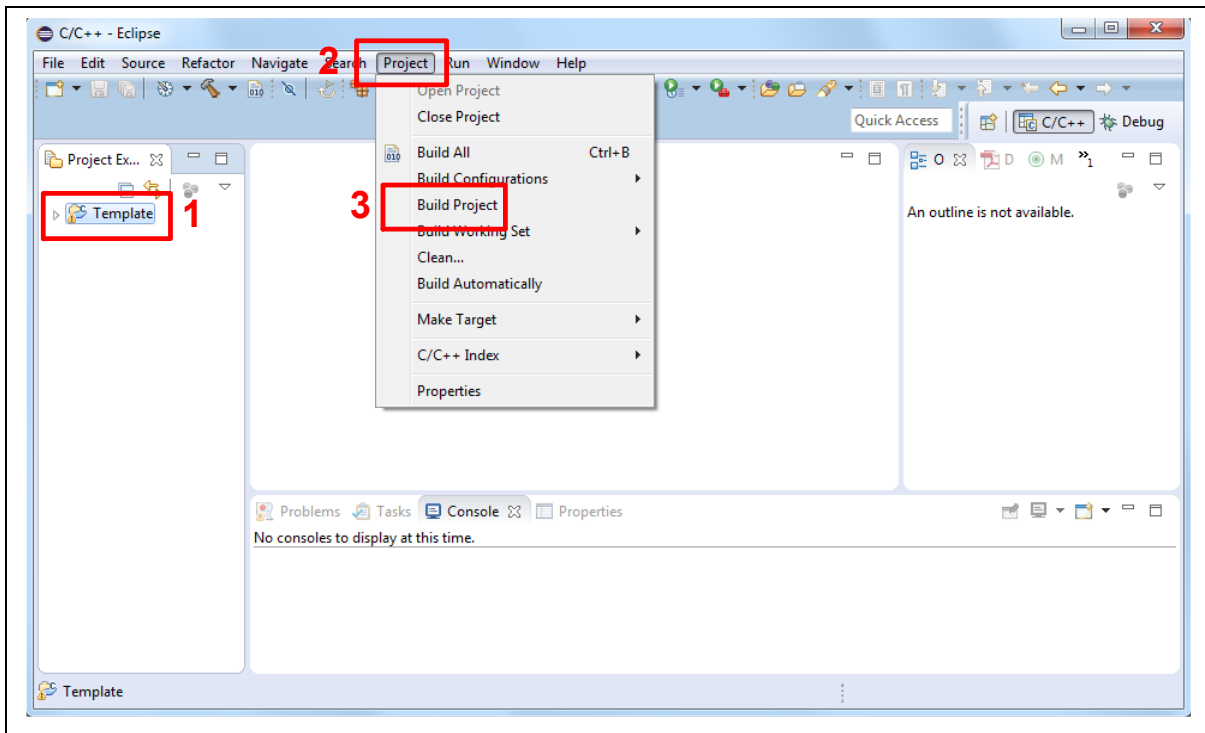 C/C++ - Eclipse
File Edit Source Refactor Navigate Search Project Run Window Help
2
Open Project
Close Project
Build All Ctrl+B
Build Configurations
Build Project
Build Working Set
Clean...
Build Automatically
Make Target
C/C++ Index
Properties
3
Quick Access
C/C++ Debug
Project Ex...
Template
1
O D M »1
An outline is not available.
Problems Tasks Console Properties
No consoles to display at this time.
Template